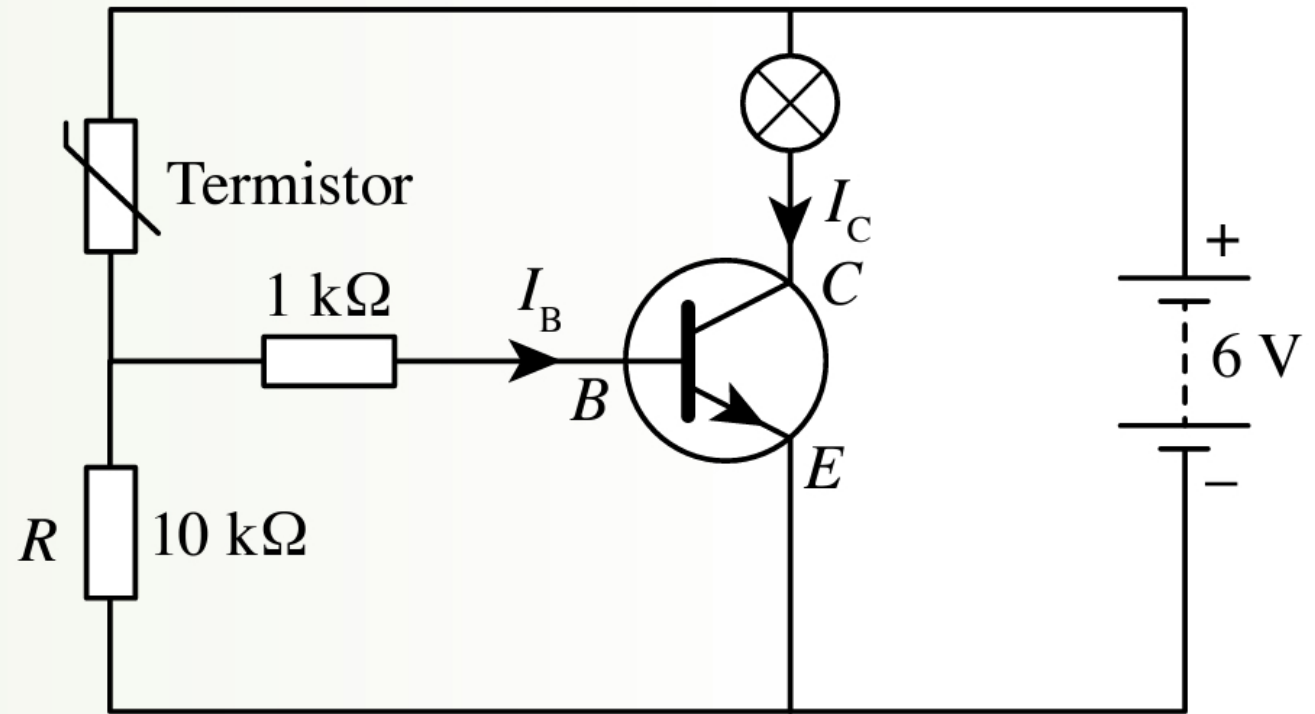 Termistor
1 kΩ
I_B
I_C
C
B
E
R
10 kΩ
+
6 V
–